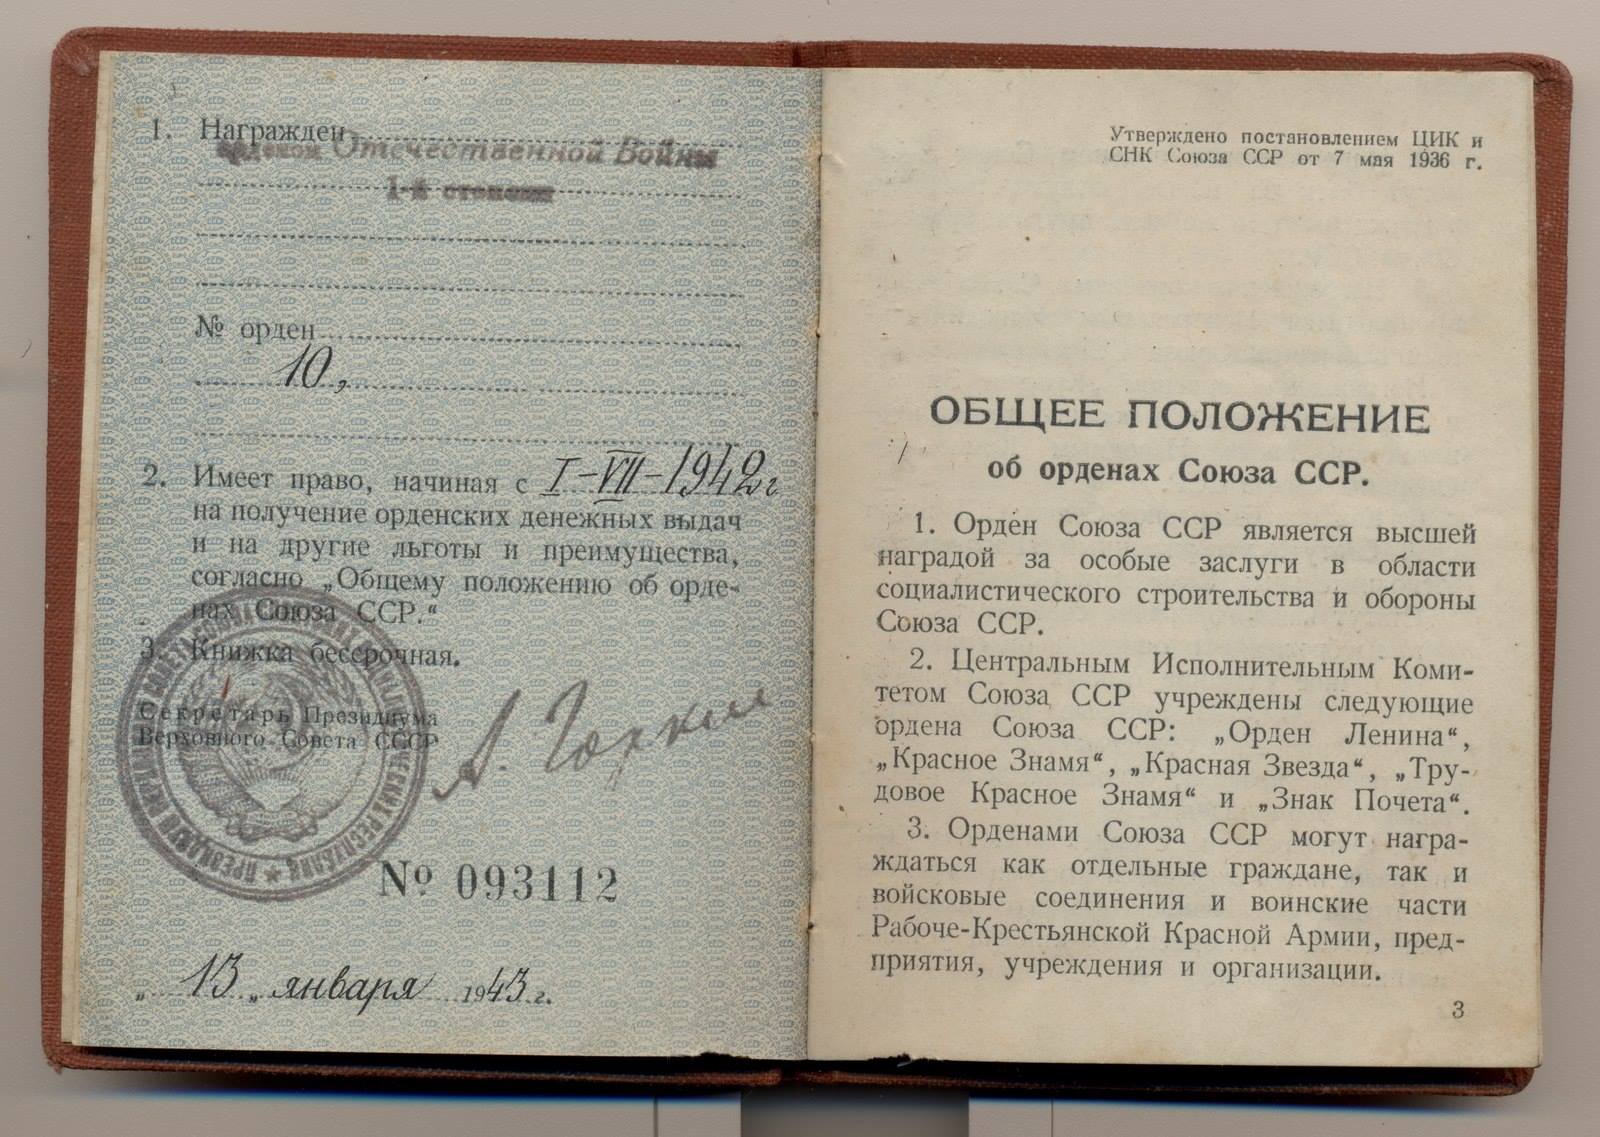 1. Награжден
орденом Отечественной Войны
1-й степени
№ орден
10,
2. Имеет право, начиная с I-VII-1942г
на получение орденских денежных выдач
и на другие льготы и преимущества,
согласно „Общему положению об орде-
нах Союза ССР.“
3. Книжка бессрочная.
Секретарь Президиума
Верховного Совета СССР
А. Горкин
№ 093112
„13„ января 1943 г.
Утверждено постановлением ЦИК и
СНК Союза ССР от 7 мая 1936 г.
ОБЩЕЕ ПОЛОЖЕНИЕ
об орденах Союза ССР.
1. Орден Союза ССР является высшей
наградой за особые заслуги в области
социалистического строительства и обороны
Союза ССР.
2. Центральным Исполнительным Коми-
тетом Союза ССР учреждены следующие
ордена Союза ССР: „Орден Ленина“,
„Красное Знамя“, „Красная Звезда“, „Тру-
довое Красное Знамя“ и „Знак Почета“.
3. Орденами Союза ССР могут награ-
ждаться как отдельные граждане, так и
войсковые соединения и воинские части
Рабоче-Крестьянской Красной Армии, пред-
приятия, учреждения и организации.
3